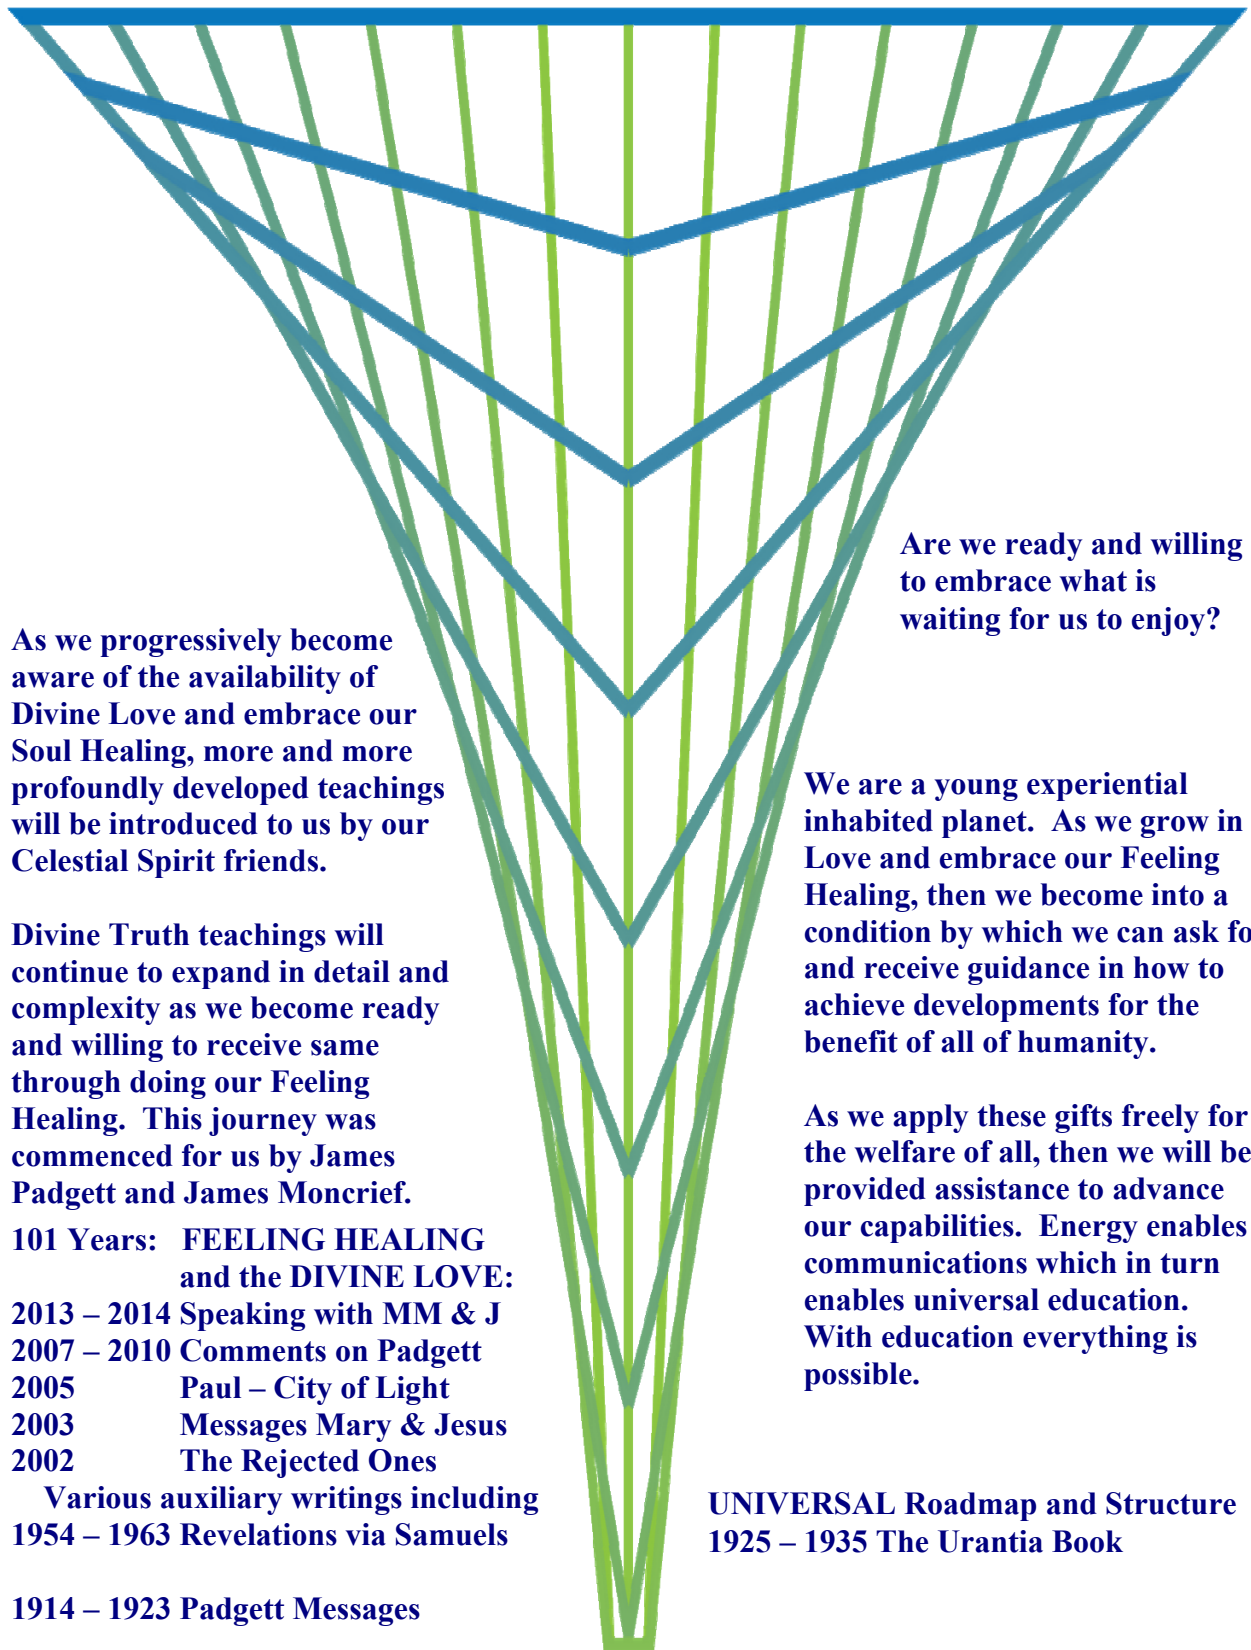 Are we ready and willing
to embrace what is
waiting for us to enjoy?
As we progressively become
aware of the availability of
Divine Love and embrace our
Soul Healing, more and more
profoundly developed teachings
will be introduced to us by our
Celestial Spirit friends.
Divine Truth teachings will
continue to expand in detail and
complexity as we become ready
and willing to receive same
through doing our Feeling
Healing.  This journey was
commenced for us by James
Padgett and James Moncrief.
101 Years:   FEELING HEALING
and the DIVINE LOVE:
2013 – 2014 Speaking with MM & J
2007 – 2010 Comments on Padgett
2005 Paul – City of Light
2003 Messages Mary & Jesus
2002 The Rejected Ones
Various auxiliary writings including
1954 – 1963 Revelations via Samuels
1914 – 1923 Padgett Messages
We are a young experiential
inhabited planet.  As we grow in
Love and embrace our Feeling
Healing, then we become into a
condition by which we can ask fo
and receive guidance in how to
achieve developments for the
benefit of all of humanity.
As we apply these gifts freely for
the welfare of all, then we will be
provided assistance to advance
our capabilities.  Energy enables
communications which in turn
enables universal education.
With education everything is
possible.
UNIVERSAL Roadmap and Structure
1925 – 1935 The Urantia Book